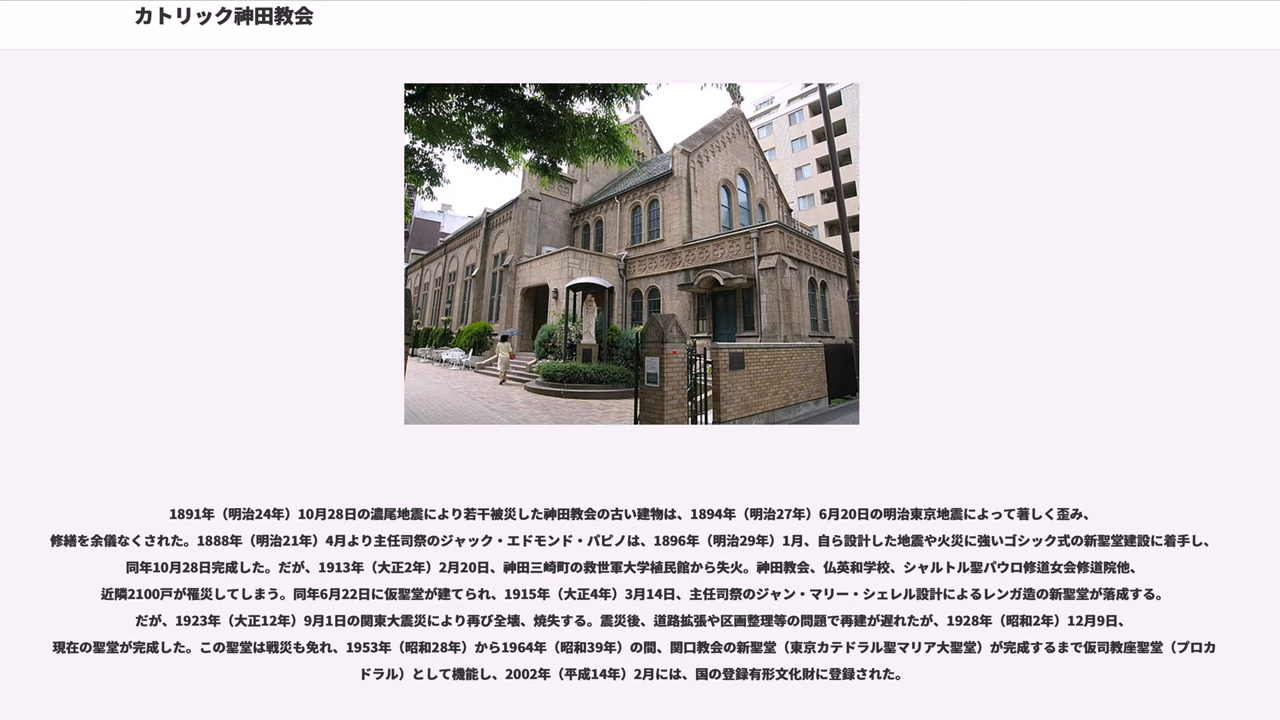 カトリック神田教会
1891年（明治24年）10月28日の濃尾地震により若干被災した神田教会の古い建物は、1894年（明治27年）6月20日の明治東京地震によって著しく歪み、
修繕を余儀なくされた。1888年（明治21年）4月より主任司祭のジャック・エドモンド・パピノは、1896年（明治29年）1月、自ら設計した地震や火災に強いゴシック式の新聖堂建設に着手し、
同年10月28日完成した。だが、1913年（大正2年）2月20日、神田三崎町の救世軍大学植民館から失火。神田教会、仏英和学校、シャルトル聖パウロ修道女会修道院他、
近隣2100戸が罹災してしまう。同年6月22日に仮聖堂が建てられ、1915年（大正4年）3月14日、主任司祭のジャン・マリー・シェレル設計によるレンガ造の新聖堂が落成する。
だが、1923年（大正12年）9月1日の関東大震災により再び全壊、焼失する。震災後、道路拡張や区画整理等の問題で再建が遅れたが、1928年（昭和2年）12月9日、
現在の聖堂が完成した。この聖堂は戦災も免れ、1953年（昭和28年）から1964年（昭和39年）の間、関口教会の新聖堂（東京カテドラル聖マリア大聖堂）が完成するまで仮司教座聖堂（プロカ
ドラル）として機能し、2002年（平成14年）2月には、国の登録有形文化財に登録された。